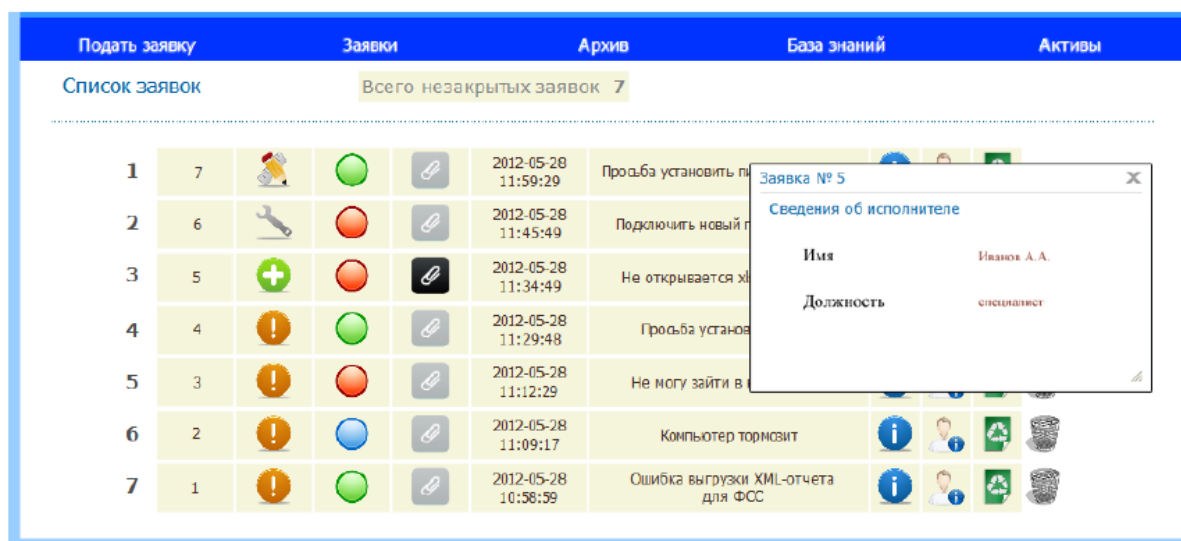 Подать заявку Заявки Архив База знаний Активы
Список заявок Всего незакрытых заявок 7
1 7 2012-05-28 11:59:29 Просьба установить
2 6 2012-05-28 11:45:49 Подключить новый
3 5 2012-05-28 11:34:49 Не открывается
4 4 2012-05-28 11:29:48 Просьба
5 3 2012-05-28 11:12:29 Не могу зайти в
6 2 2012-05-28 11:09:17 Компьютер тормозит
7 1 2012-05-28 10:58:59 Ошибка выгрузки XML-отчета
для ФСС
Заявка № 5 X
Сведения об исполнителе
Имя Иванов А.А.
Должность специалист